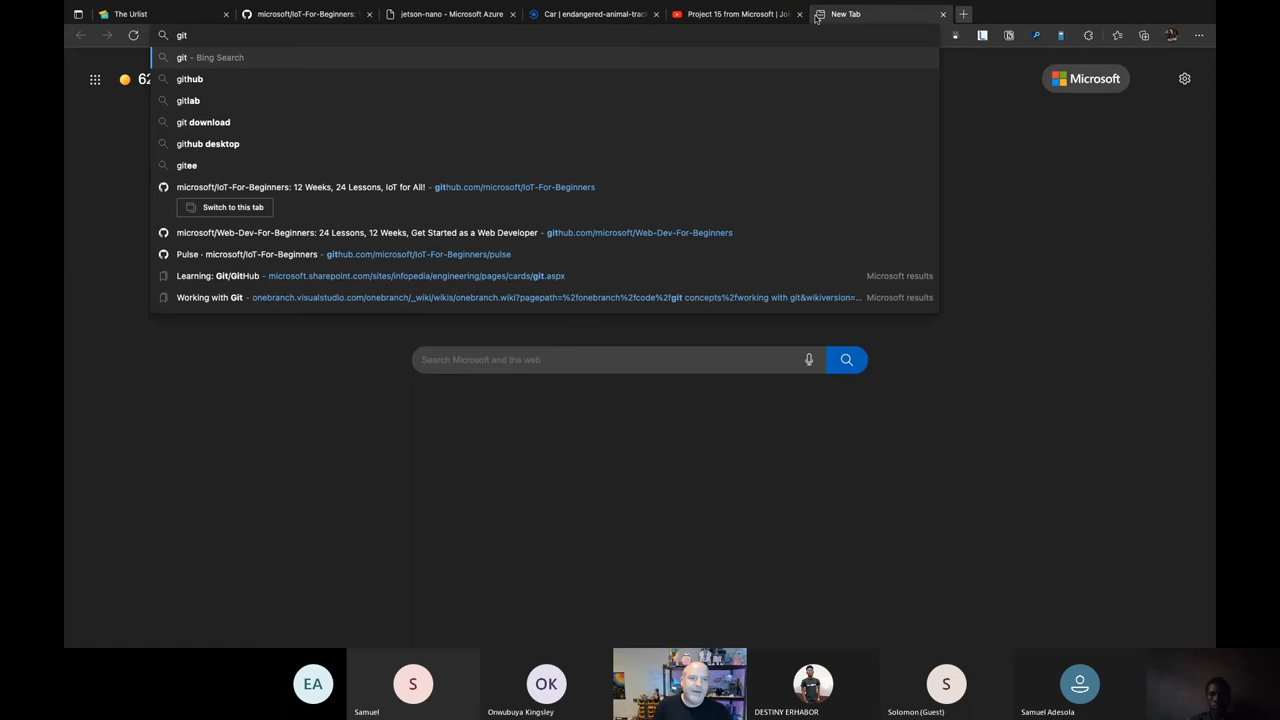 The Urlist
microsoft/IoT-For-Beginners: 1
jetson-nano - Microsoft Azure
Car | endangered-animal-trac
Project 15 from Microsoft | Joi
New Tab
git
git - Bing Search
github
gitlab
git download
github desktop
gitee
microsoft/IoT-For-Beginners: 12 Weeks, 24 Lessons, IoT for All! - github.com/microsoft/IoT-For-Beginners
Switch to this tab
microsoft/Web-Dev-For-Beginners: 24 Lessons, 12 Weeks, Get Started as a Web Developer - github.com/microsoft/Web-Dev-For-Beginners
Pulse · microsoft/IoT-For-Beginners - github.com/microsoft/IoT-For-Beginners/pulse
Learning: Git/GitHub - microsoft.sharepoint.com/sites/infopedia/engineering/pages/cards/git.aspx Microsoft results
Working with Git - onebranch.visualstudio.com/onebranch/_wiki/wikis/onebranch.wiki?pagepath=%2fonebranch%2fcode%2fgit concepts%2fworking with git&wikiversion=... Microsoft results
62
Microsoft
Search Microsoft and the web
EA
S
OK
S
Samuel
Onwubuya Kingsley
DESTINY ERHABOR
Solomon (Guest)
Samuel Adesola